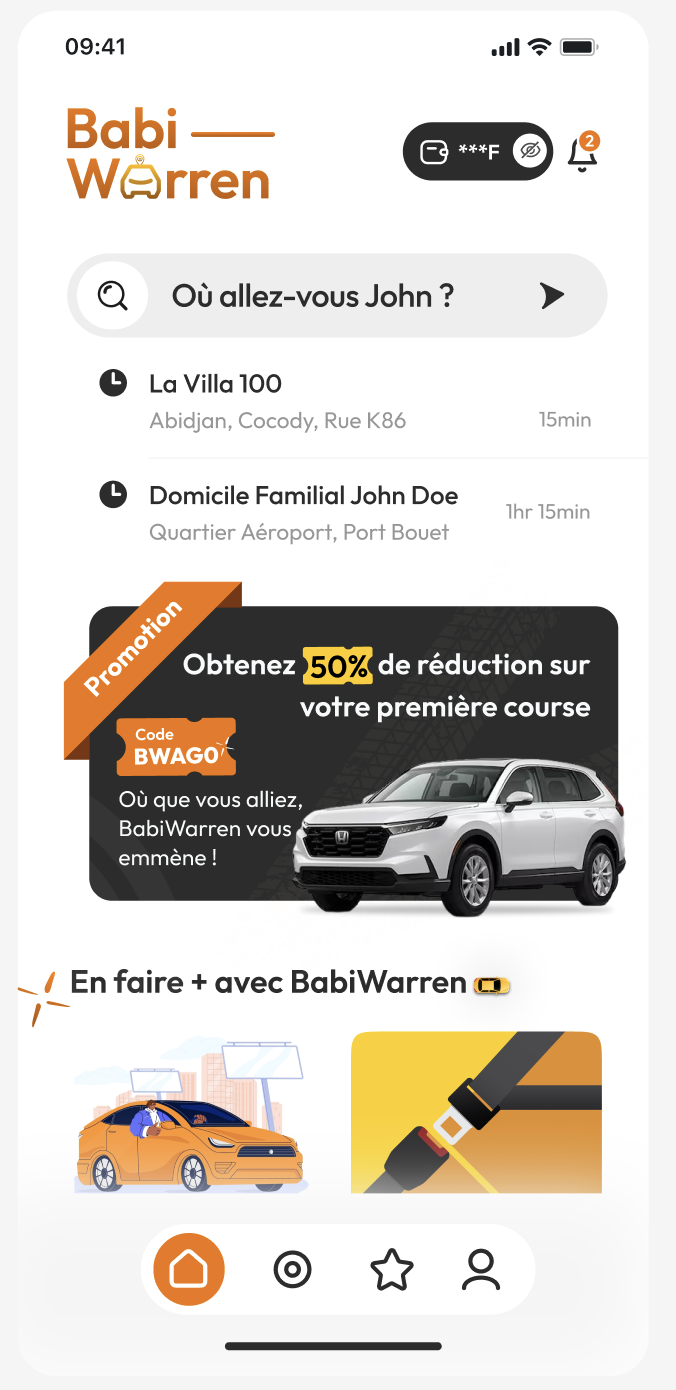 09:41
Babi
Warren
***F
2
Où allez-vous John ?
La Villa 100
Abidjan, Cocody, Rue K86
15min
Domicile Familial John Doe
Quartier Aéroport, Port Bouet
1hr 15min
Promotion
Obtenez 50% de réduction sur
votre première course
Code
BWAGO
Où que vous alliez,
BabiWarren vous
emmène !
En faire + avec BabiWarren